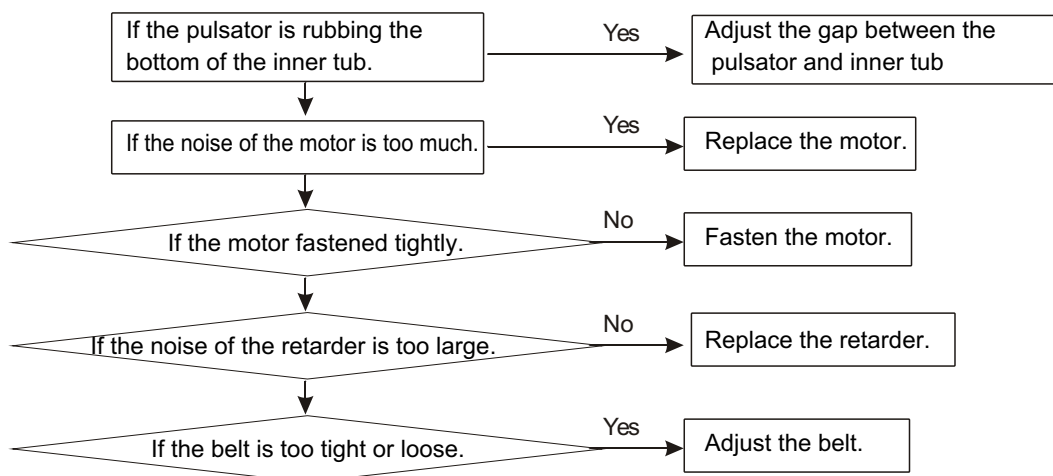 If the pulsator is rubbing the
bottom of the inner tub.
Yes
Adjust the gap between the
pulsator and inner tub
If the noise of the motor is too much.
Yes
Replace the motor.
If the motor fastened tightly.
No
Fasten the motor.
If the noise of the retarder is too large.
No
Replace the retarder.
If the belt is too tight or loose.
Yes
Adjust the belt.